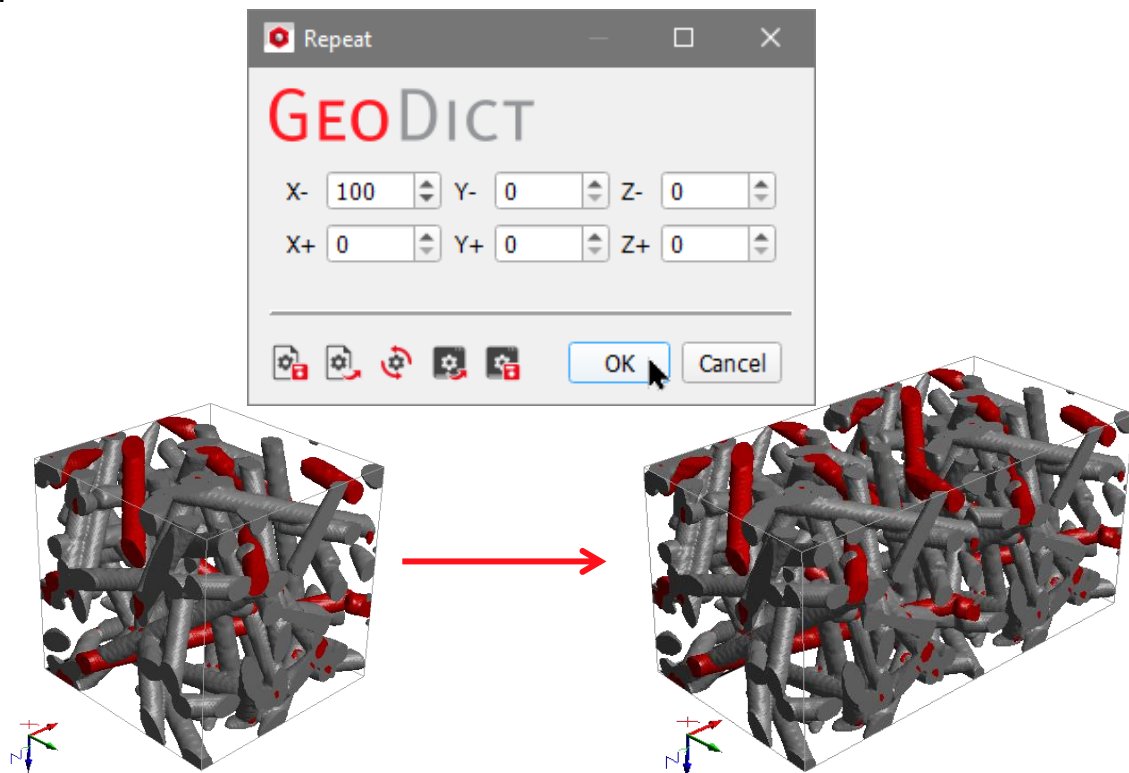 Repeat
GEODICT
X- 100 Y- 0 Z- 0
X+ 0 Y+ 0 Z+ 0
OK Cancel
Z
Z